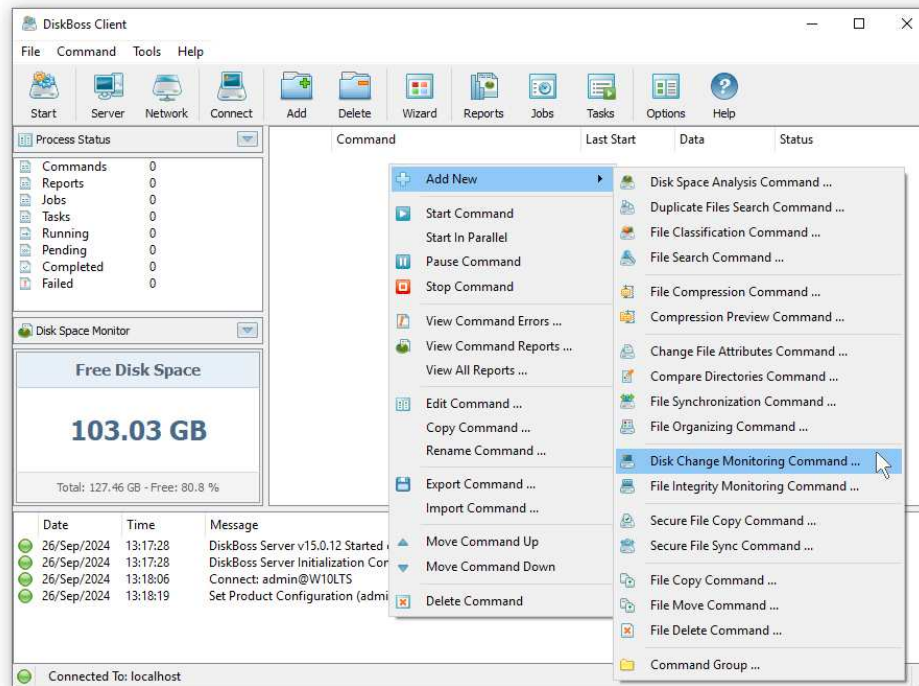 DiskBoss Client
File Command Tools Help
Start Server Network Connect Add Delete Wizard Reports Jobs Tasks Options Help
Process Status
Commands 0
Reports 0
Jobs 0
Tasks 0
Running 0
Pending 0
Completed 0
Failed 0
Disk Space Monitor
Free Disk Space
103.03 GB
Total: 127.46 GB - Free: 80.8 %
Command Last Start Data Status
Add New
Start Command
Start In Parallel
Pause Command
Stop Command
View Command Errors ...
View Command Reports ...
View All Reports ...
Edit Command ...
Copy Command ...
Rename Command ...
Export Command ...
Import Command ...
Move Command Up
Move Command Down
Delete Command
Disk Space Analysis Command ...
Duplicate Files Search Command ...
File Classification Command ...
File Search Command ...
File Compression Command ...
Compression Preview Command ...
Change File Attributes Command ...
Compare Directories Command ...
File Synchronization Command ...
File Organizing Command ...
Disk Change Monitoring Command ...
File Integrity Monitoring Command ...
Secure File Copy Command ...
Secure File Sync Command ...
File Copy Command ...
File Move Command ...
File Delete Command ...
Command Group ...
Date Time Message
26/Sep/2024 13:17:28 DiskBoss Server v15.0.12 Started
26/Sep/2024 13:17:28 DiskBoss Server Initialization
26/Sep/2024 13:18:06 Connect: admin@W10LTS
26/Sep/2024 13:18:19 Set Product Configuration
Connected To: localhost